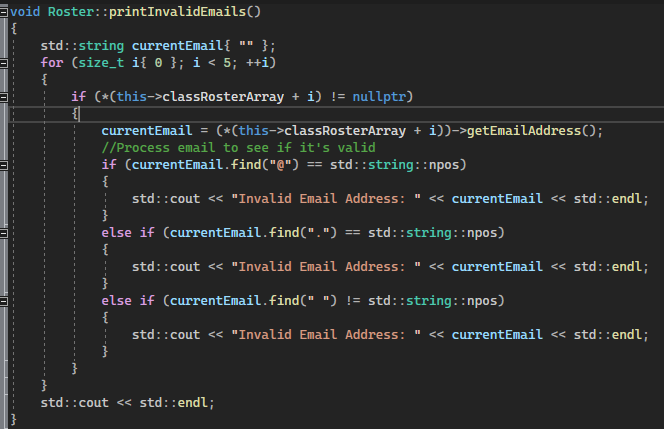 void Roster::printInvalidEmails()
{
    std::string currentEmail{ "" };
    for (size_t i{ 0 }; i < 5; ++i)
    {
        if (*(this->classRosterArray + i) != nullptr)
        {
            currentEmail = (*(this->classRosterArray + i))->getEmailAddress();
            //Process email to see if it's valid
            if (currentEmail.find("@") == std::string::npos)
            {
                std::cout << "Invalid Email Address: " << currentEmail << std::endl;
            }
            else if (currentEmail.find(".") == std::string::npos)
            {
                std::cout << "Invalid Email Address: " << currentEmail << std::endl;
            }
            else if (currentEmail.find(" ") != std::string::npos)
            {
                std::cout << "Invalid Email Address: " << currentEmail << std::endl;
            }
        }
    }
    std::cout << std::endl;
}